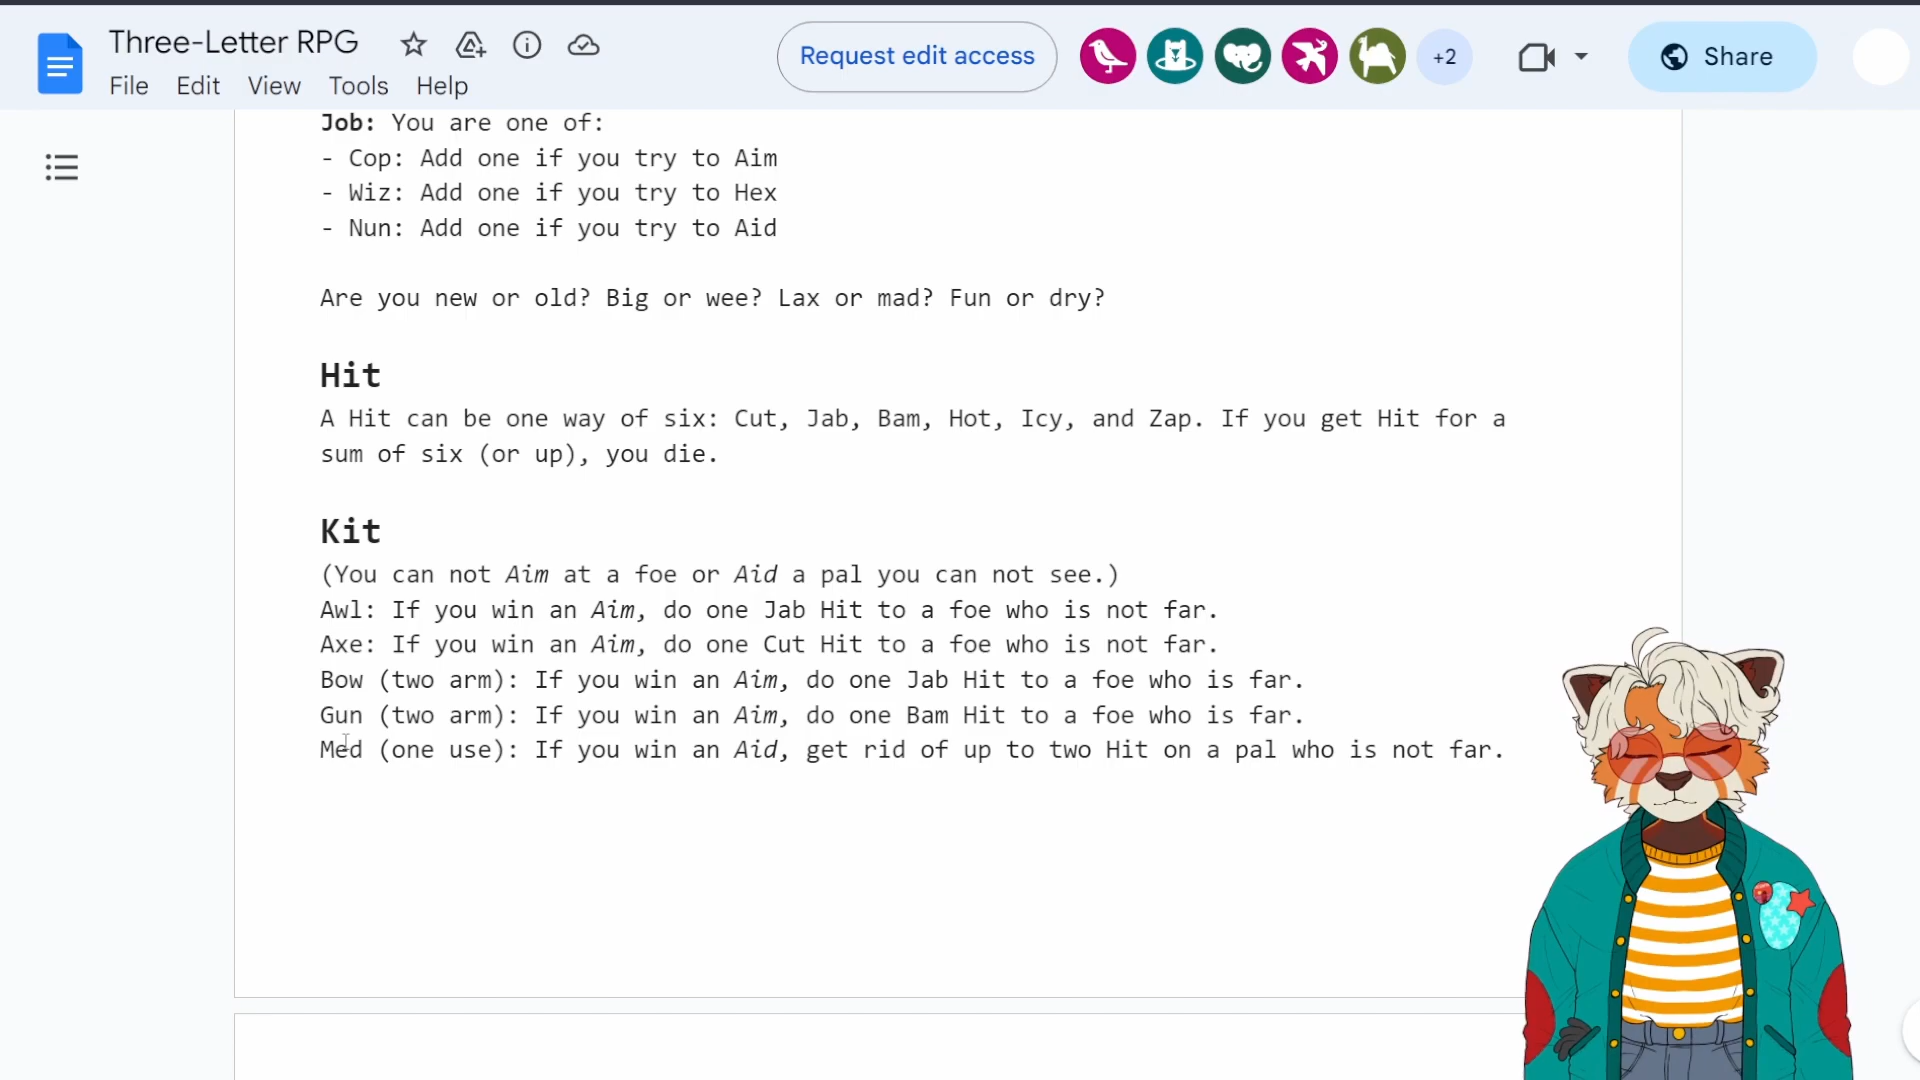 Three-Letter RPG
File Edit View Tools Help
Request edit access
+2
Share
Job: You are one of:
- Cop: Add one if you try to Aim
- Wiz: Add one if you try to Hex
- Nun: Add one if you try to Aid
Are you new or old? Big or wee? Lax or mad? Fun or dry?
Hit
A Hit can be one way of six: Cut, Jab, Bam, Hot, Icy, and Zap. If you get Hit for a
sum of six (or up), you die.
Kit
(You can not Aim at a foe or Aid a pal you can not see.)
Awl: If you win an Aim, do one Jab Hit to a foe who is not far.
Axe: If you win an Aim, do one Cut Hit to a foe who is not far.
Bow (two arm): If you win an Aim, do one Jab Hit to a foe who is far.
Gun (two arm): If you win an Aim, do one Bam Hit to a foe who is far.
Med (one use): If you win an Aid, get rid of up to two Hit on a pal who is not far.